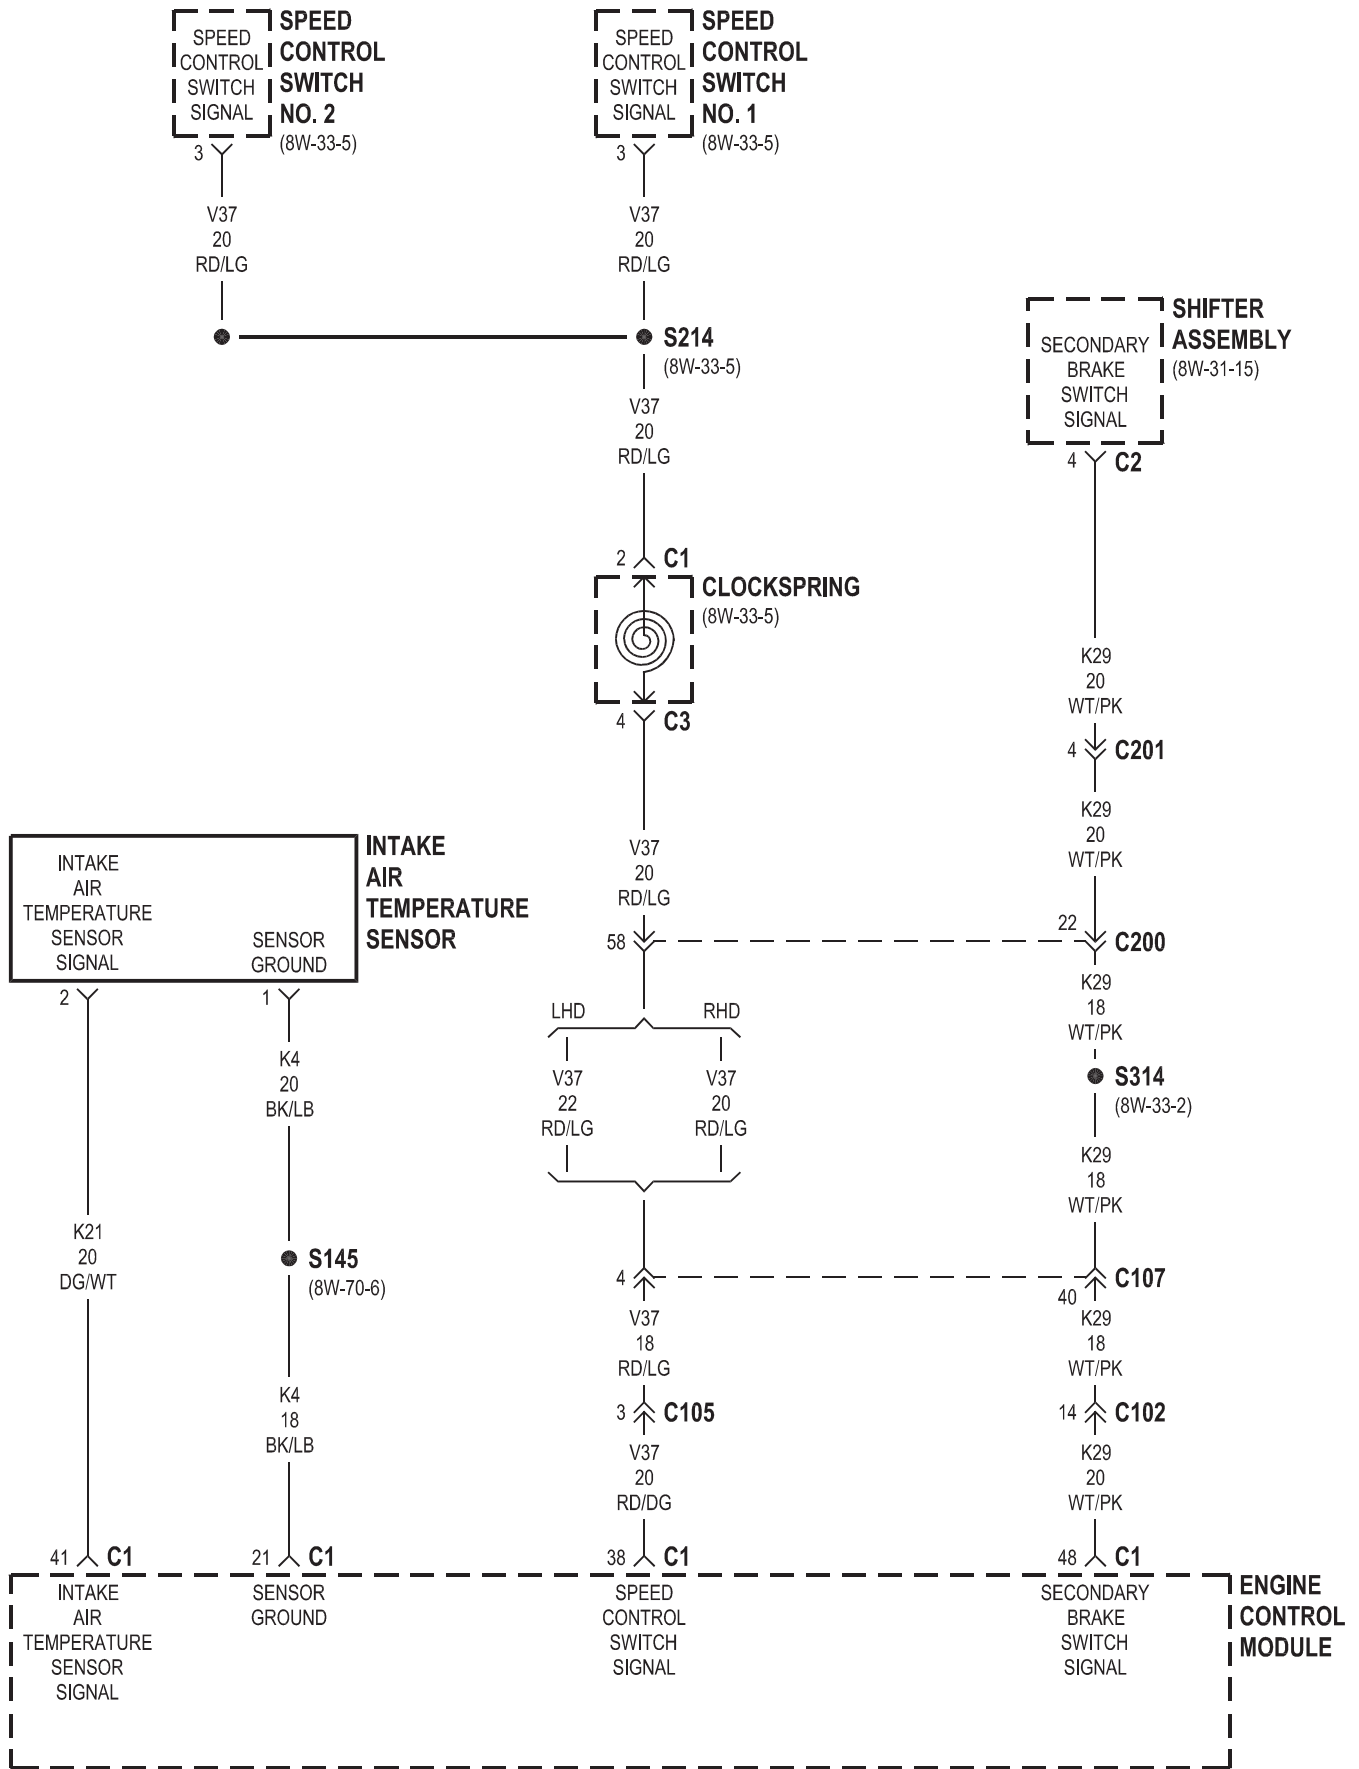 SPEED
CONTROL
SWITCH
SIGNAL
SPEED
CONTROL
SWITCH
NO. 2
(8W-33-5)
3
V37
20
RD/LG
SPEED
CONTROL
SWITCH
SIGNAL
SPEED
CONTROL
SWITCH
NO. 1
(8W-33-5)
3
V37
20
RD/LG
S214
(8W-33-5)
V37
20
RD/LG
2 C1
CLOCKSPRING
(8W-33-5)
4 C3
V37
20
RD/LG
58
LHD
RHD
V37
22
RD/LG
V37
20
RD/LG
4
V37
18
RD/LG
3 C105
V37
20
RD/DG
38 C1
SECONDARY
BRAKE
SWITCH
SIGNAL
SHIFTER
ASSEMBLY
(8W-31-15)
4 C2
K29
20
WT/PK
4 C201
K29
20
WT/PK
22
C200
K29
18
WT/PK
S314
(8W-33-2)
K29
18
WT/PK
C107
40
K29
18
WT/PK
14 C102
K29
20
WT/PK
48 C1
INTAKE
AIR
TEMPERATURE
SENSOR
SIGNAL
SENSOR
GROUND
INTAKE
AIR
TEMPERATURE
SENSOR
2
K21
20
DG/WT
41 C1
1
K4
20
BK/LB
S145
(8W-70-6)
K4
18
BK/LB
21 C1
INTAKE
AIR
TEMPERATURE
SENSOR
SIGNAL
SENSOR
GROUND
SPEED
CONTROL
SWITCH
SIGNAL
SECONDARY
BRAKE
SWITCH
SIGNAL
ENGINE
CONTROL
MODULE